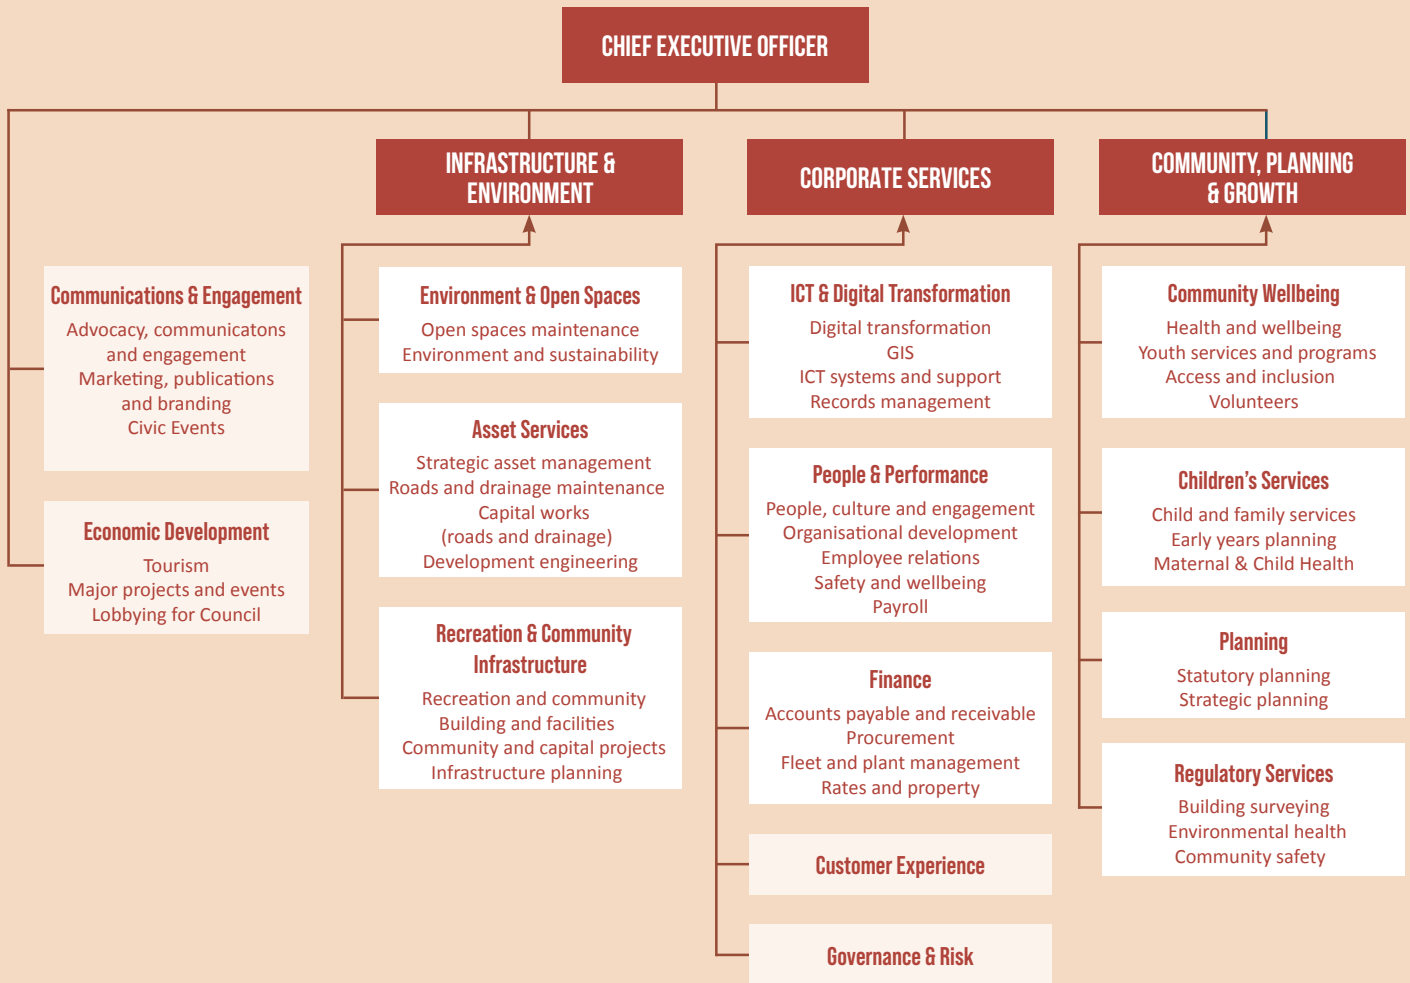 CHIEF EXECUTIVE OFFICER
INFRASTRUCTURE &
ENVIRONMENT
CORPORATE SERVICES
COMMUNITY, PLANNING
& GROWTH
Communications & Engagement
Advocacy, communicatons
and engagement
Marketing, publications
and branding
Civic Events
Economic Development
Tourism
Major projects and events
Lobbying for Council
Environment & Open Spaces
Open spaces maintenance
Environment and sustainability
Asset Services
Strategic asset management
Roads and drainage maintenance
Capital works
(roads and drainage)
Development engineering
Recreation & Community
Infrastructure
Recreation and community
Building and facilities
Community and capital projects
Infrastructure planning
ICT & Digital Transformation
Digital transformation
GIS
ICT systems and support
Records management
People & Performance
People, culture and engagement
Organisational development
Employee relations
Safety and wellbeing
Payroll
Finance
Accounts payable and receivable
Procurement
Fleet and plant management
Rates and property
Customer Experience
Governance & Risk
Community Wellbeing
Health and wellbeing
Youth services and programs
Access and inclusion
Volunteers
Children's Services
Child and family services
Early years planning
Maternal & Child Health
Planning
Statutory planning
Strategic planning
Regulatory Services
Building surveying
Environmental health
Community safety